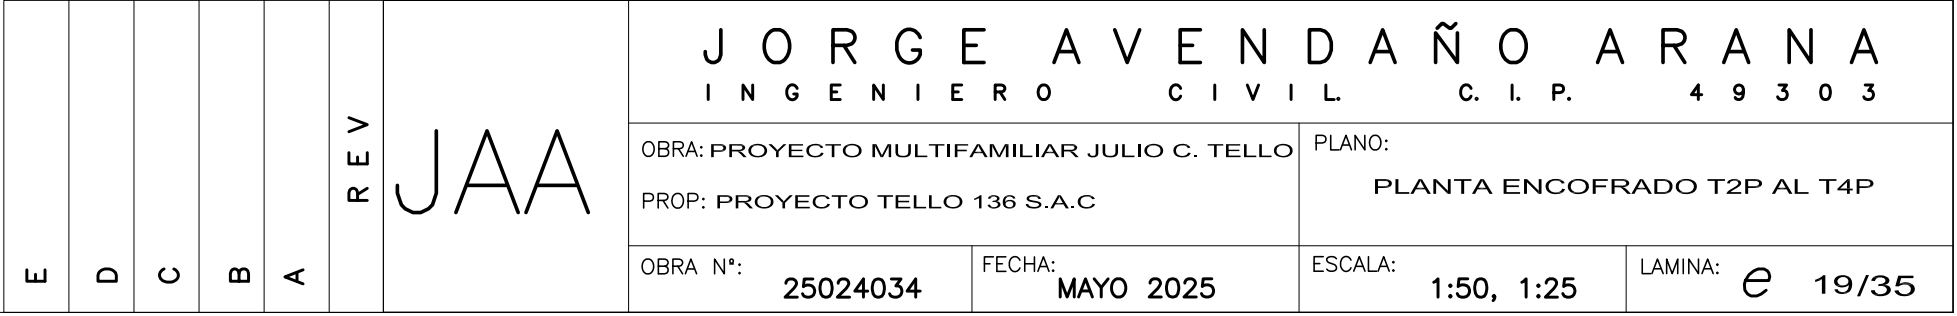 E
D
C
B
A
REV
JAA
JORGE AVENDAÑO ARANA
INGENIERO CIVIL. C.I.P. 49303
OBRA: PROYECTO MULTIFAMILIAR JULIO C. TELLO
PROP: PROYECTO TELLO 136 S.A.C
PLANO:
PLANTA ENCOFRADO T2P AL T4P
OBRA Nº: 25024034
FECHA: MAYO 2025
ESCALA: 1:50, 1:25
LAMINA: e 19/35